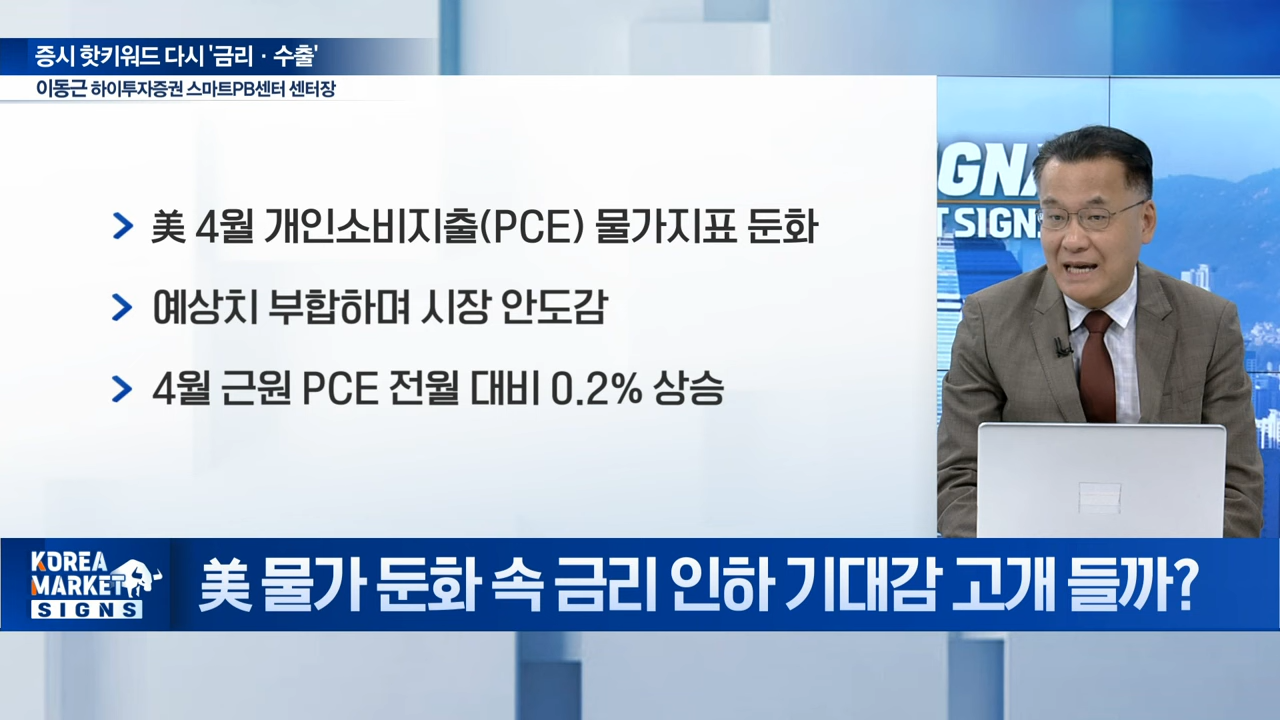 증시 핫키워드 다시 '금리 · 수출'
이동근 하이투자증권 스마트PB센터 센터장
美 4월 개인소비지출(PCE) 물가지표 둔화
예상치 부합하며 시장 안도감
4월 근원 PCE 전월 대비 0.2% 상승
IGNA
T SIGN
KOREA
MARKET
SIGNS
美 물가 둔화 속 금리 인하 기대감 고개 들까?